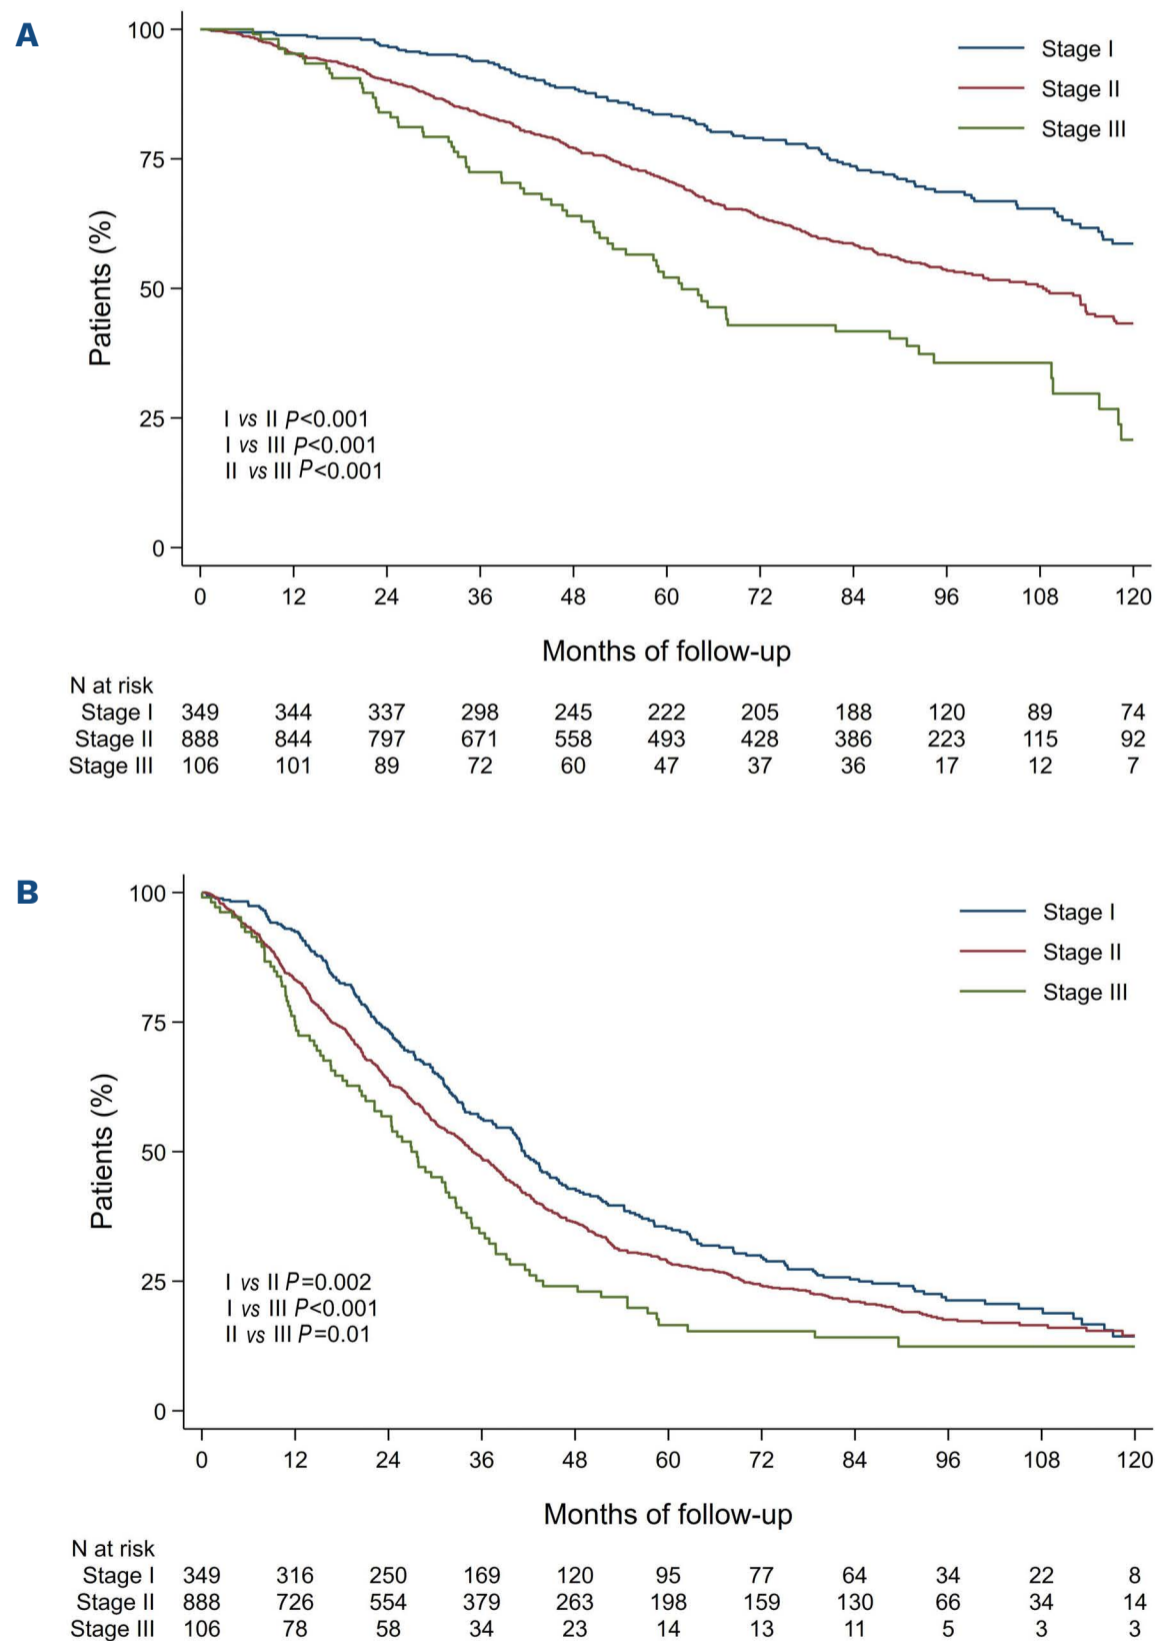 A
100
75
50
25
0
Patients (%)
Stage I
Stage II
Stage III
I vs II P<0.001
I vs III P<0.001
II vs III P<0.001
0 12 24 36 48 60 72 84 96 108 120
Months of follow-up
N at risk
Stage I 349 344 337 298 245 222 205 188 120 89 74
Stage II 888 844 797 671 558 493 428 386 223 115 92
Stage III 106 101 89 72 60 47 37 36 17 12 7
B
100
75
50
25
0
Patients (%)
Stage I
Stage II
Stage III
I vs II P=0.002
I vs III P<0.001
II vs III P=0.01
0 12 24 36 48 60 72 84 96 108 120
Months of follow-up
N at risk
Stage I 349 316 250 169 120 95 77 64 34 22 8
Stage II 888 726 554 379 263 198 159 130 66 34 14
Stage III 106 78 58 34 23 14 13 11 5 3 3